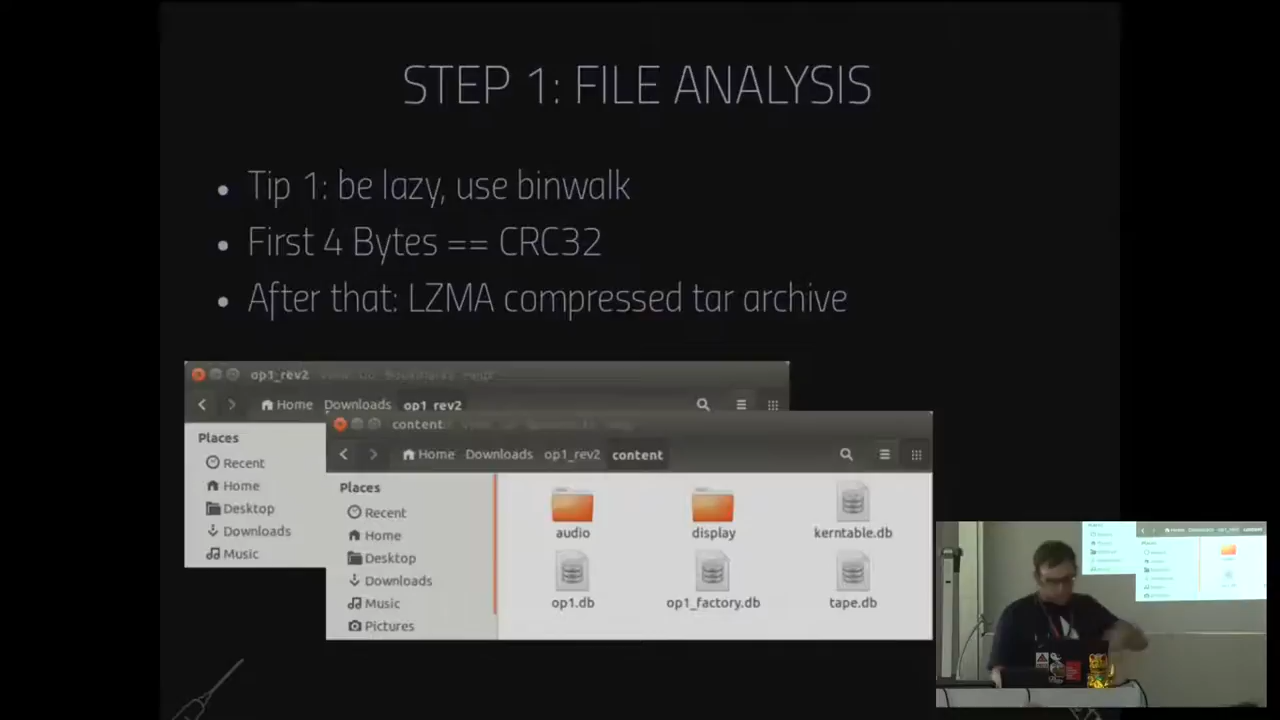 STEP 1: FILE ANALYSIS
• Tip 1: be lazy, use binwalk
• First 4 Bytes == CRC32
• After that: LZMA compressed tar archive
op1_rev2
Home Downloads op1_rev2
Places
Recent
Home
Desktop
Downloads
Music
content
Home Downloads op1_rev2 content
Places
Recent
Home
Desktop
Downloads
Music
Pictures
audio display kerntable.db
op1.db op1_factory.db tape.db